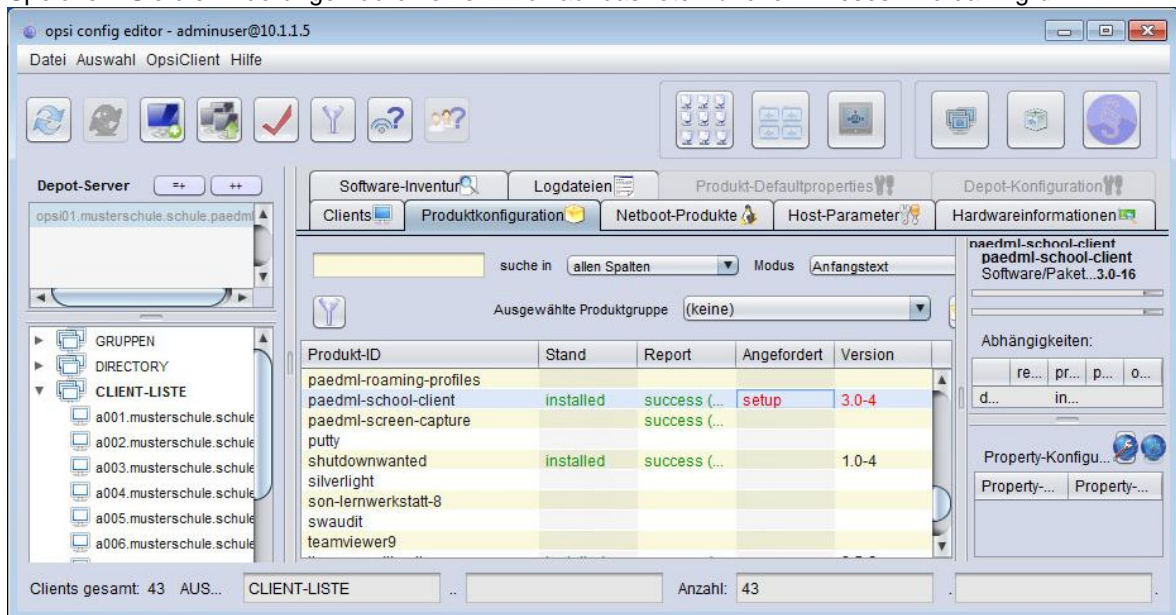 opsi config editor - adminuser@10.1.1.5
Datei Auswahl OpsiClient Hilfe
Depot-Server =+ ++
opsi01.musterschule.schule.paedml
Software-Inventur Logdateien Produkt-Defaultproperties Depot-Konfiguration
Clients Produktkonfiguration Netboot-Produkte Host-Parameter Hardwareinformationen
suche in allen Spalten Modus Anfangstext
Ausgewählte Produktgruppe (keine)
GRUPPEN
DIRECTORY
CLIENT-LISTE
a001.musterschule.schule
a002.musterschule.schule
a003.musterschule.schule
a004.musterschule.schule
a005.musterschule.schule
a006.musterschule.schule
Produkt-ID Stand Report Angefordert Version
paedml-roaming-profiles
paedml-school-client installed success (... setup 3.0-4
paedml-screen-capture success (...
putty
shutdownwanted installed success (... 1.0-4
silverlight
son-lernwerkstatt-8
swaudit
teamviewer9
paedml-school-client
paedml-school-client
Software/Paket...3.0-16
Abhängigkeiten:
re... pr... p... o...
d... in...
Property-Konfigu...
Property-... Property-...
Clients gesamt: 43 AUS... CLIENT-LISTE .. Anzahl: 43 . .